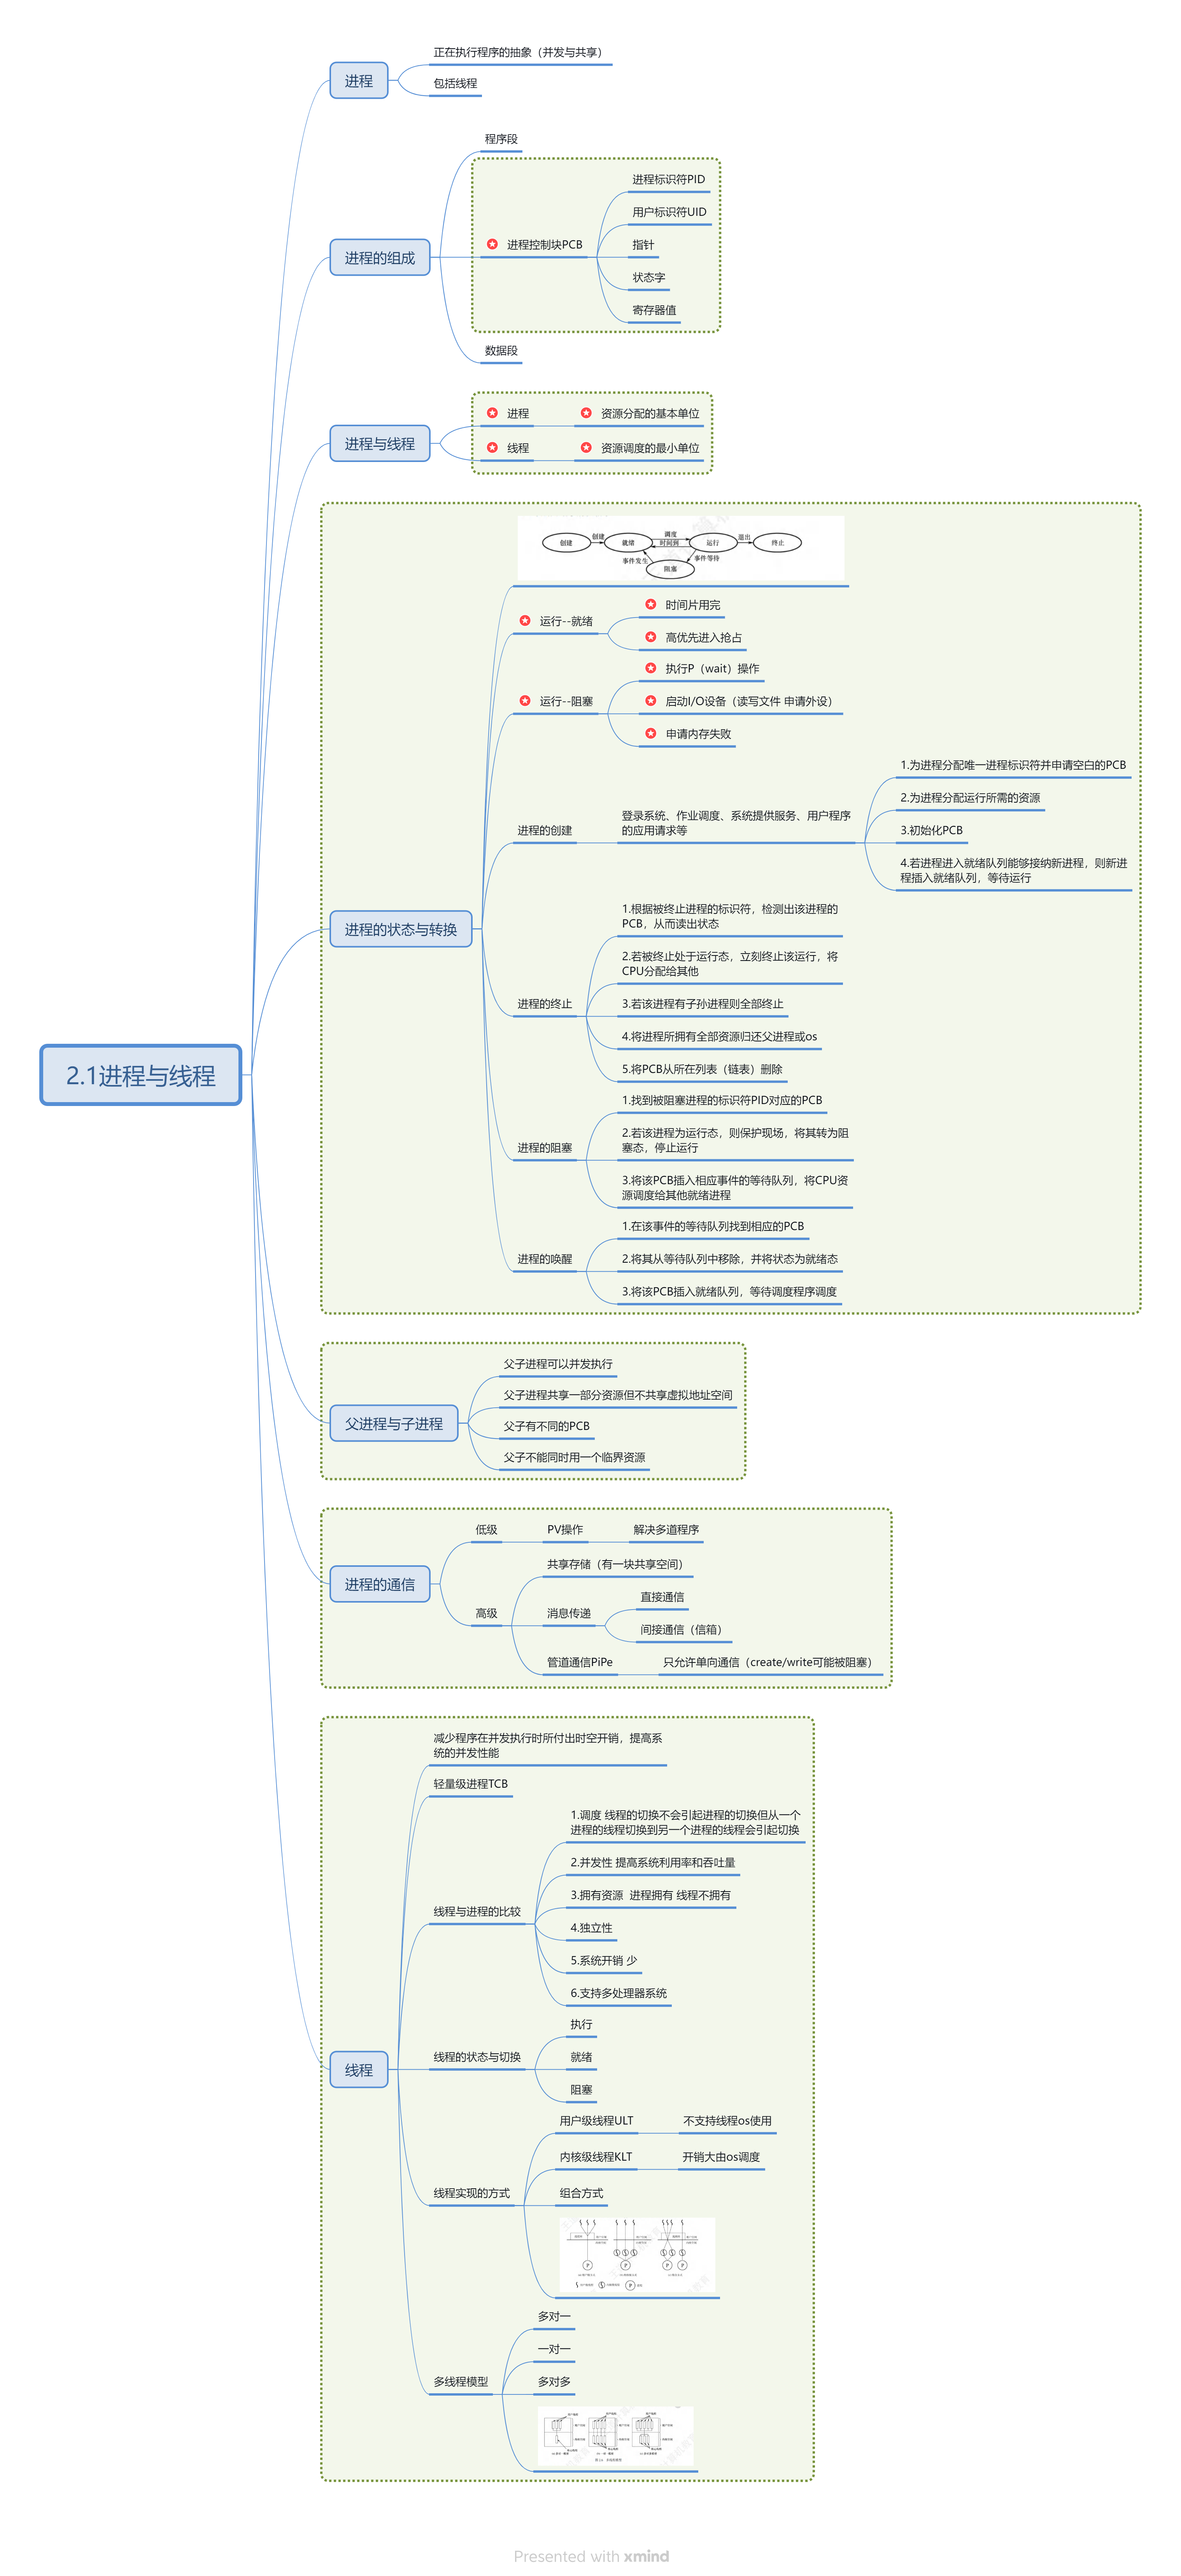 正在执行程序的抽象（并发与共享）
进程
包括线程
程序段
进程标识符PID
用户标识符UID
进程控制块PCB
指针
进程的组成
状态字
寄存器值
数据段
进程
资源分配的基本单位
进程与线程
线程
资源调度的最小单位
创建
创建
就绪
调度
时间到
运行
退出
终止
事件发生
事件等待
阻塞
时间片用完
运行--就绪
高优先进入抢占
执行P（wait）操作
运行--阻塞
启动I/O设备（读写文件 申请外设）
申请内存失败
1.为进程分配唯一进程标识符并申请空白的PCB
2.为进程分配运行所需的资源
登录系统、作业调度、系统提供服务、用户程序
的应用请求等
进程的创建
3.初始化PCB
4.若进程进入就绪队列能够接纳新进程，则新进
程插入就绪队列，等待运行
1.根据被终止进程的标识符，检测出该进程的
PCB，从而读出状态
进程的状态与转换
2.若被终止处于运行态，立刻终止该运行，将
CPU分配给其他
进程的终止
3.若该进程有子孙进程则全部终止
4.将进程所拥有全部资源归还父进程或os
5.将PCB从所在列表（链表）删除
2.1进程与线程
1.找到被阻塞进程的标识符PID对应的PCB
2.若该进程为运行态，则保护现场，将其转为阻
塞态，停止运行
进程的阻塞
3.将该PCB插入相应事件的等待队列，将CPU资
源调度给其他就绪进程
1.在该事件的等待队列找到相应的PCB
进程的唤醒
2.将其从等待队列中移除，并将状态为就绪态
3.将该PCB插入就绪队列，等待调度程序调度
父子进程可以并发执行
父子进程共享一部分资源但不共享虚拟地址空间
父进程与子进程
父子有不同的PCB
父子不能同时用一个临界资源
低级
PV操作
解决多道程序
共享存储（有一块共享空间）
进程的通信
直接通信
高级
消息传递
间接通信（信箱）
管道通信PiPe
只允许单向通信（create/write可能被阻塞）
减少程序在并发执行时所付出时空开销，提高系
统的并发性能
轻量级进程TCB
1.调度 线程的切换不会引起进程的切换但从一个
进程的线程切换到另一个进程的线程会引起切换
2.并发性 提高系统利用率和吞吐量
3.拥有资源  进程拥有 线程不拥有
线程与进程的比较
4.独立性
5.系统开销 少
6.支持多处理器系统
执行
线程的状态与切换
就绪
线程
阻塞
用户级线程ULT
不支持线程os使用
内核级线程KLT
开销大由os调度
线程实现的方式
组合方式
P
P
P
P
P
多对一
一对一
多线程模型
多对多
Presented with xmind